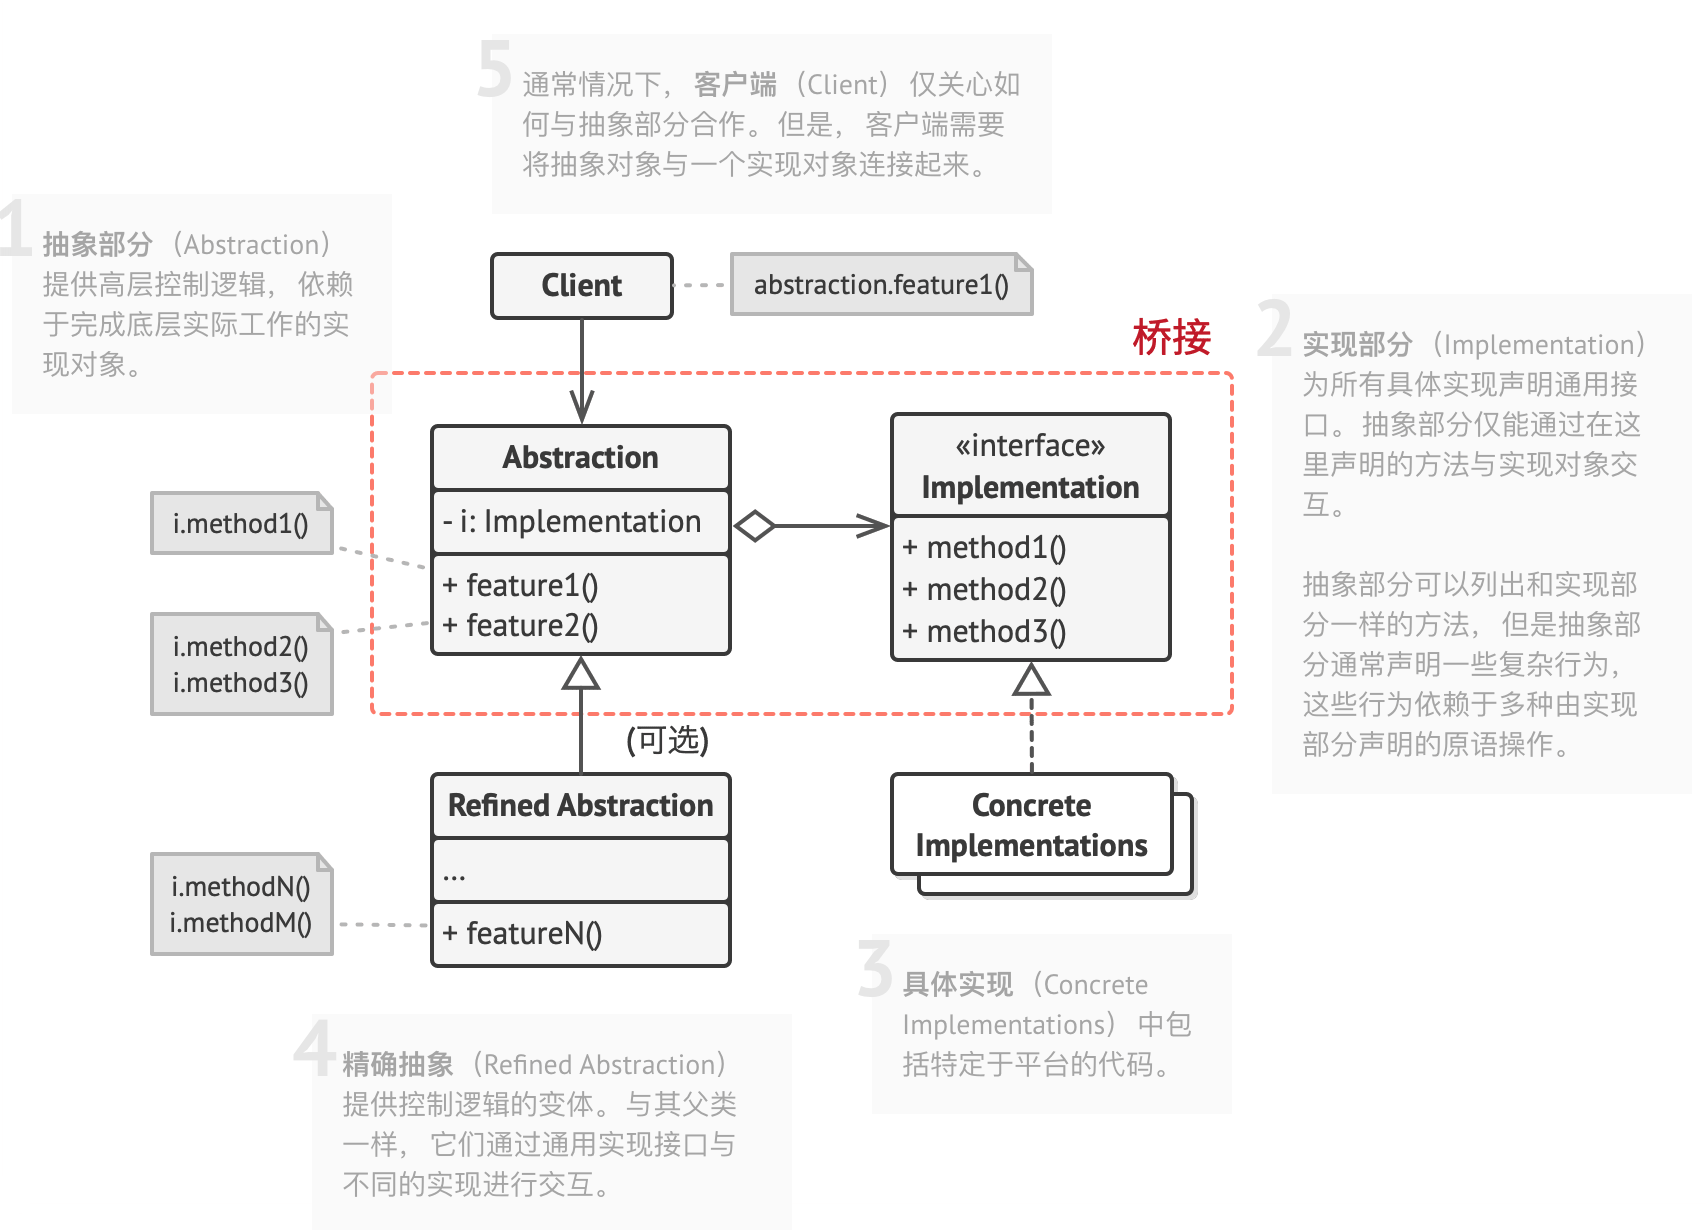 5
通常情况下， 客户端 （Client） 仅关心如
何与抽象部分合作。 但是， 客户端需要
将抽象对象与一个实现对象连接起来。
1
抽象部分 （Abstraction）
提供高层控制逻辑， 依赖
于完成底层实际工作的实
现对象。
Client
abstraction.feature1()
桥接
2
实现部分 （Implementation）
为所有具体实现声明通用接
口。 抽象部分仅能通过在这
里声明的方法与实现对象交
互。
抽象部分可以列出和实现部
分一样的方法， 但是抽象部
分通常声明一些复杂行为，
这些行为依赖于多种由实现
部分声明的原语操作。
Abstraction
- i: Implementation
+ feature1()
+ feature2()
i.method1()
i.method2()
i.method3()
«interface»
Implementation
+ method1()
+ method2()
+ method3()
(可选)
Refined Abstraction
...
+ featureN()
i.methodN()
i.methodM()
Concrete
Implementations
3
具体实现 （Concrete
Implementations） 中包
括特定于平台的代码。
4
精确抽象 （Refined Abstraction）
提供控制逻辑的变体。 与其父类
一样， 它们通过通用实现接口与
不同的实现进行交互。